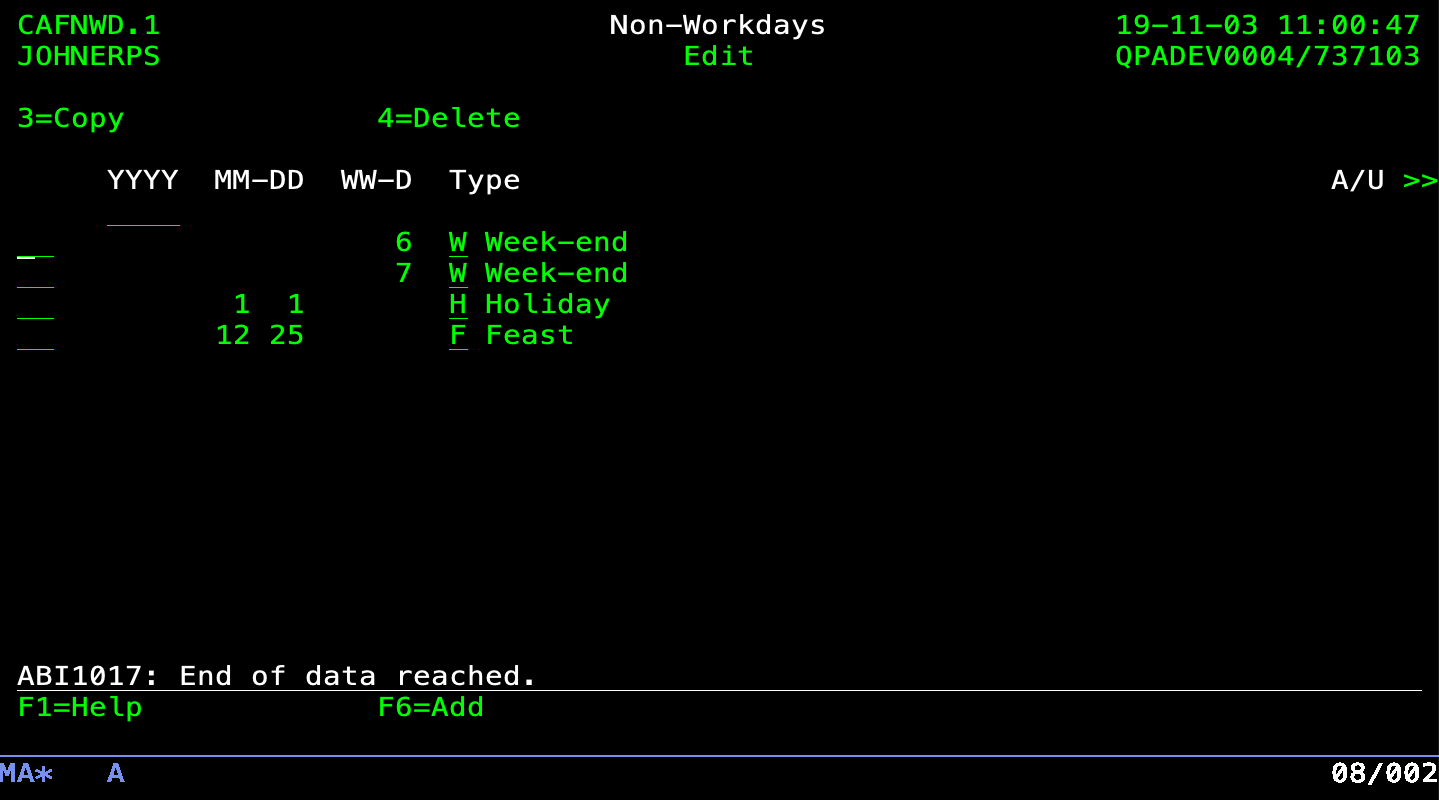 CAFNWD.1 Non-Workdays 19-11-03 11:00:47
JOHNERPS Edit QPADEV0004/737103
3=Copy 4=Delete
YYYY MM-DD WW-D Type A/U >>
6 W Week-end
7 W Week-end
1 1 H Holiday
12 25 F Feast
ABI1017: End of data reached.
F1=Help F6=Add
MA* A 08/002